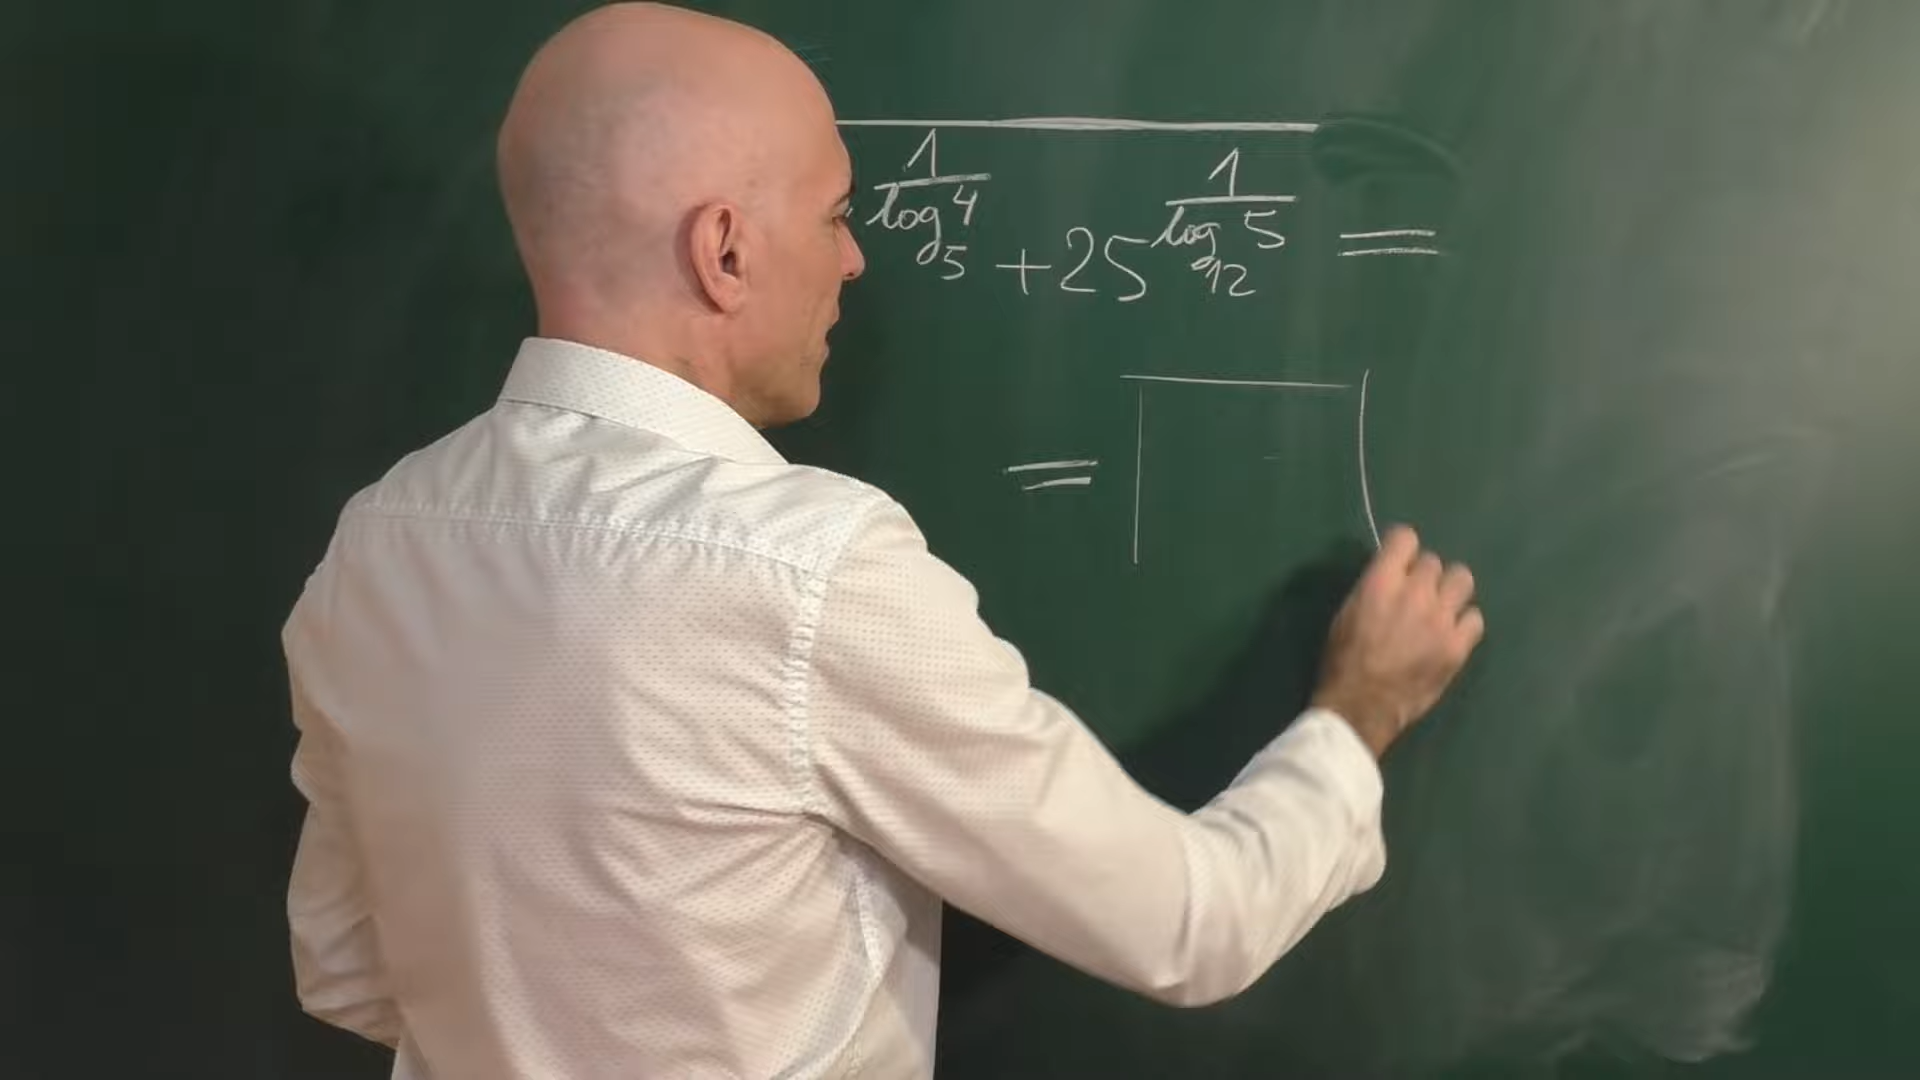 1/log₅4 + 25^(1/log₁₂5) =
=